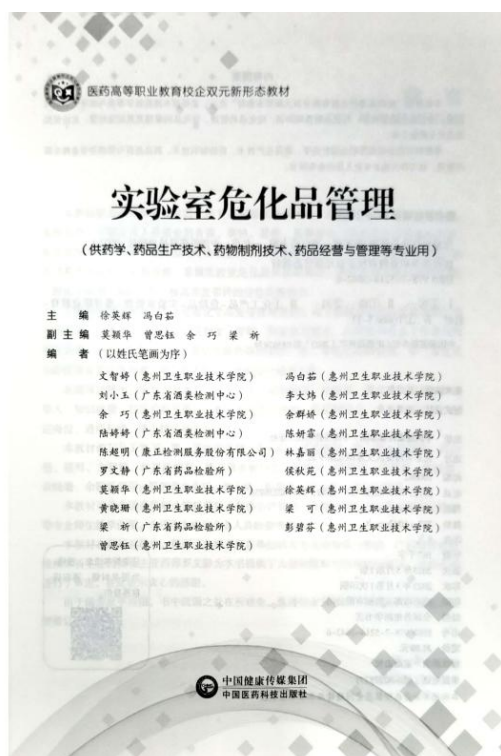 医药高等职业教育校企双元新形态教材
实验室危化品管理
（供药学、药品生产技术、药物制剂技术、药品经营与管理等专业用）
主 编 徐英辉 冯白茹
副主编 莫颖华 曾思钰 余 巧 梁 祈
编 者（以姓氏笔画为序）
文智婷（惠州卫生职业技术学院） 冯白茹（惠州卫生职业技术学院）
刘小玉（广东省酒类检测中心） 李大炜（惠州卫生职业技术学院）
余 巧（惠州卫生职业技术学院） 余群娇（惠州卫生职业技术学院）
陆婷婷（广东省酒类检测中心） 陈妍霏（惠州卫生职业技术学院）
陈超明（康正检测服务股份有限公司） 林嘉丽（惠州卫生职业技术学院）
罗文静（广东省药品检验所） 侯秋苑（惠州卫生职业技术学院）
莫颖华（惠州卫生职业技术学院） 徐英辉（惠州卫生职业技术学院）
黄晓珊（惠州卫生职业技术学院） 梁 可（惠州卫生职业技术学院）
梁 祈（广东省药品检验所） 彭碧芬（惠州卫生职业技术学院）
曾思钰（惠州卫生职业技术学院）
中国健康传媒集团
中国医药科技出版社